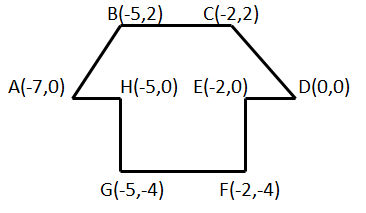 B(-5,2) C(-2,2)
A(-7,0) H(-5,0) E(-2,0) D(0,0)
G(-5,-4) F(-2,-4)